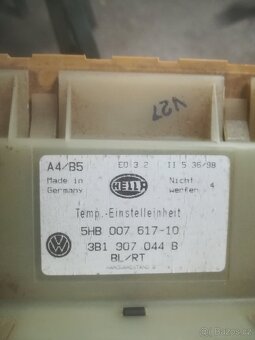 V27
A4/B5
E0 3 2
II 5 36/98
Made in
Germany
HELLA
Nicht
werfen 4
Temp.-Einstelleinheit
5HB 007 617-10
3B1 907 044 B
BL/RT